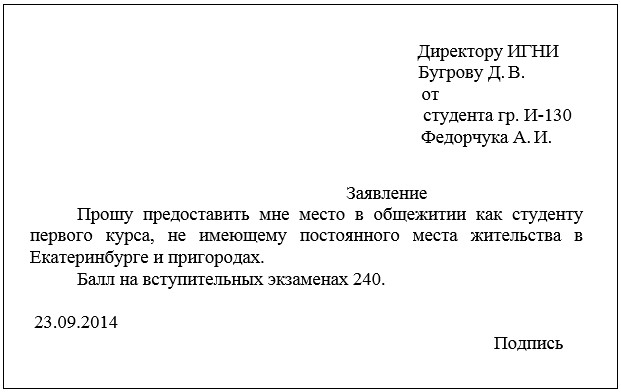 Директору ИГНИ
Бугрову Д. В.
от
студента гр. И-130
Федорчука А. И.
Заявление
Прошу предоставить мне место в общежитии как студенту
первого курса, не имеющему постоянного места жительства в
Екатеринбурге и пригородах.
Балл на вступительных экзаменах 240.
23.09.2014
Подпись